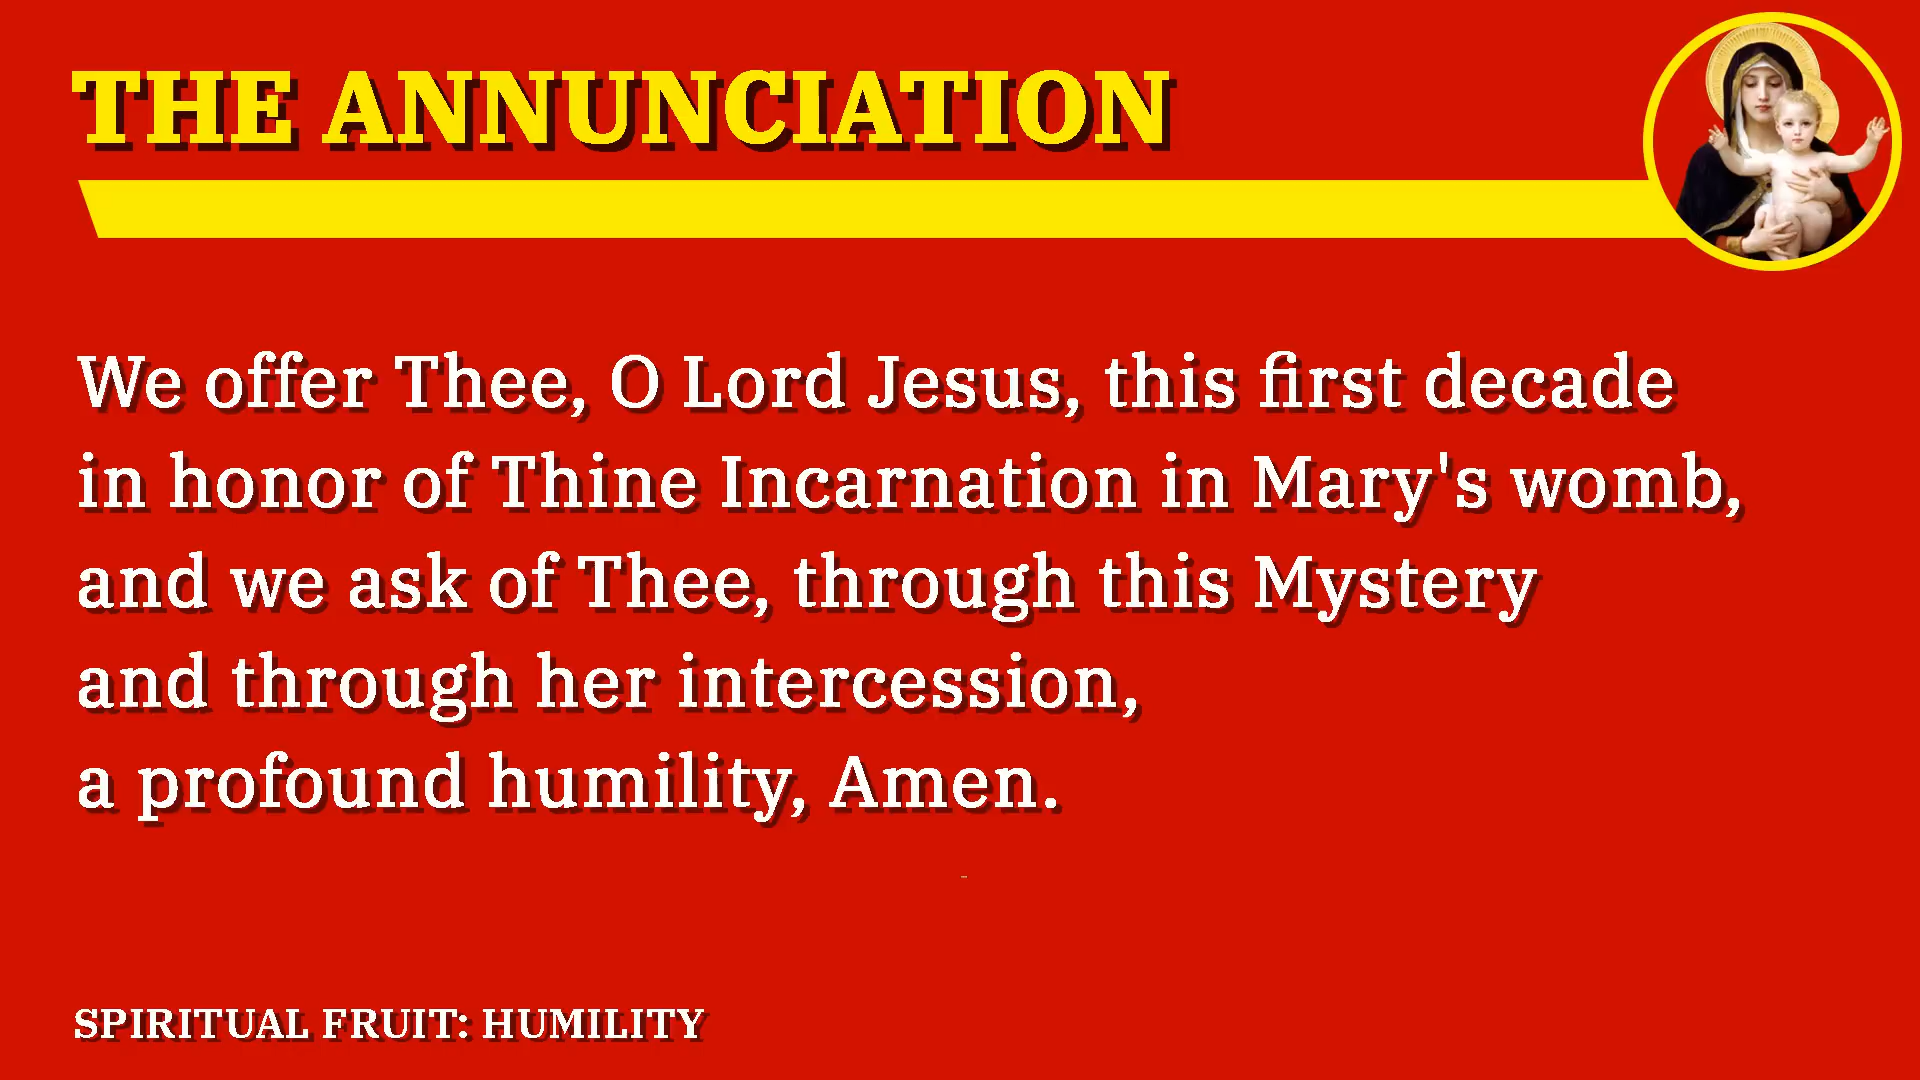 THE ANNUNCIATION
We offer Thee, O Lord Jesus, this first decade
in honor of Thine Incarnation in Mary's womb,
and we ask of Thee, through this Mystery
and through her intercession,
a profound humility, Amen.
SPIRITUAL FRUIT: HUMILITY